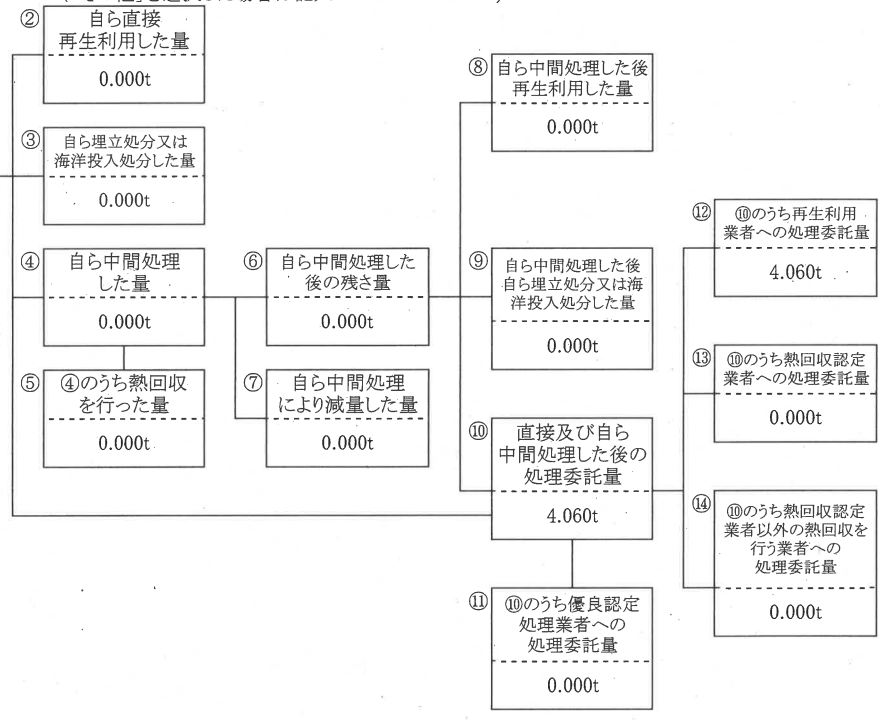 ②
自ら直接
再生利用した量
0.000t
③
自ら埋立処分又は
海洋投入処分した量
0.000t
④
自ら中間処理
した量
0.000t
⑤
④のうち熱回収
を行った量
0.000t
⑥
自ら中間処理した
後の残さ量
0.000t
⑦
自ら中間処理
により減量した量
0.000t
⑧
自ら中間処理した後
再生利用した量
0.000t
⑨
自ら中間処理した後
自ら埋立処分又は海
洋投入処分した量
0.000t
⑩
直接及び自ら
中間処理した後の
処理委託量
4.060t
⑪
⑩のうち優良認定
処理業者への
処理委託量
0.000t
⑫
⑩のうち再生利用
業者への処理委託量
4.060t
⑬
⑩のうち熱回収認定
業者への処理委託量
0.000t
⑭
⑩のうち熱回収認定
業者以外の熱回収を
行う業者への
処理委託量
0.000t